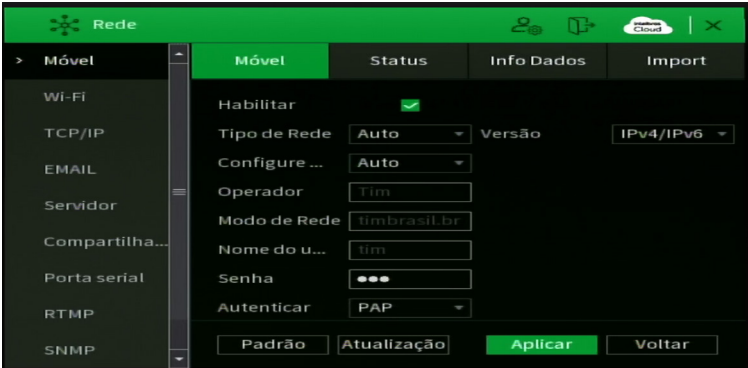 Rede
intelbras
Cloud
> Móvel
Wi-Fi
TCP/IP
EMAIL
Servidor
Compartilha...
Porta serial
RTMP
SNMP
Móvel Status Info Dados Import
Habilitar
Tipo de Rede Auto Versão IPv4/IPv6
Configure ... Auto
Operador Tim
Modo de Rede timbrasil.br
Nome do u... tim
Senha ●●●
Autenticar PAP
Padrão Atualização Aplicar Voltar